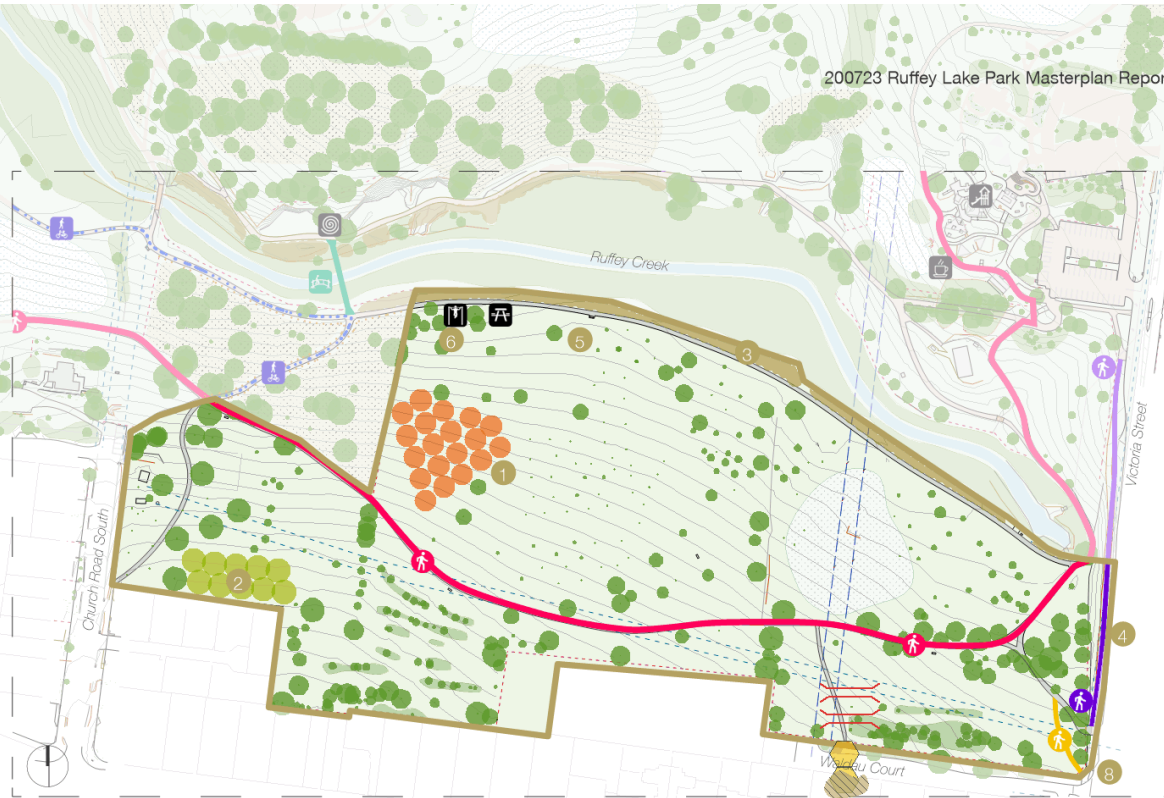 200723 Ruffey Lake Park Masterplan Repor
Ruffey Creek
Victoria Street
6
5
3
1
Church Road South
2
4
Waldau Court
8